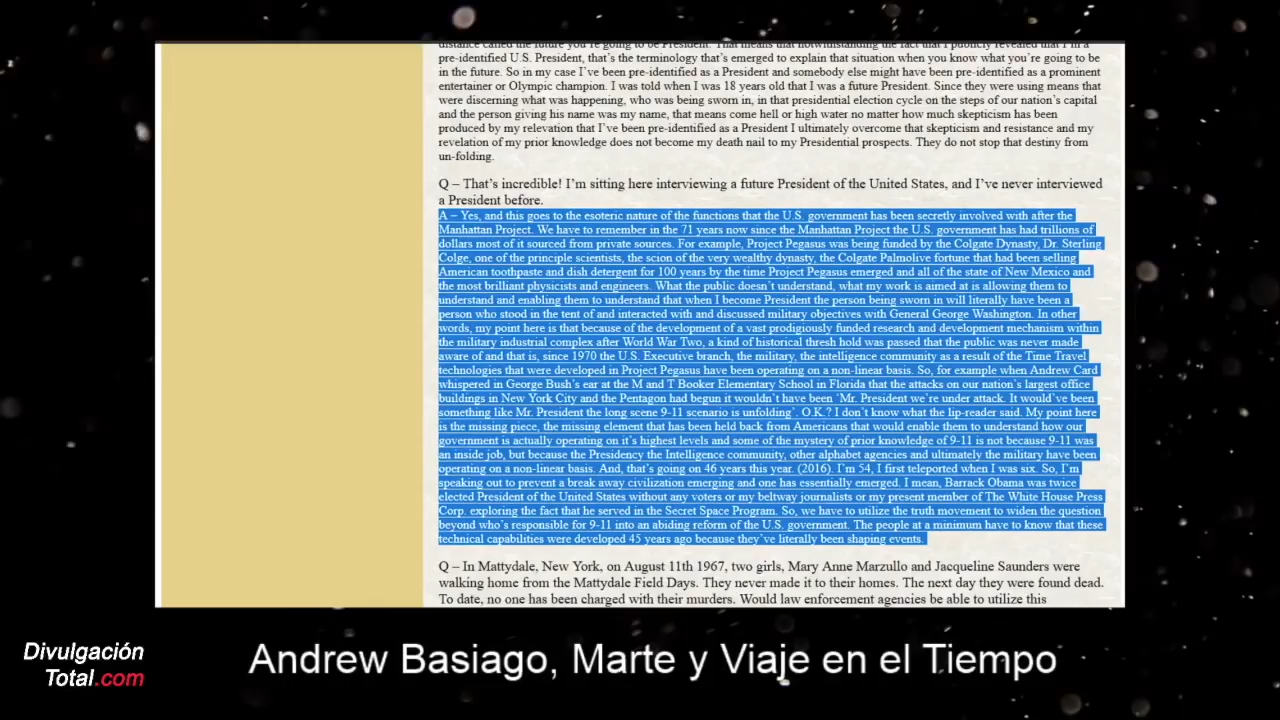 distance called the future you're going to be President. That means that notwithstanding the fact that I publicly revealed that I'm a
pre-identified U.S. President, that's the terminology that's emerged to explain that situation when you know what you're going to be
in the future. So in my case I've been pre-identified as a President and somebody else might have been pre-identified as a prominent
entertainer or Olympic champion. I was told when I was 18 years old that I was a future President. Since they were using means that
were discerning what was happening, who was being sworn in, in that presidential election cycle on the steps of our nation's capital
and the person giving his name was my name, that means come hell or high water no matter how much skepticism has been
produced by my relevation that I've been pre-identified as a President I ultimately overcome that skepticism and resistance and my
revelation of my prior knowledge does not become my death nail to my Presidential prospects. They do not stop that destiny from
un-folding.
Q – That's incredible! I'm sitting here interviewing a future President of the United States, and I've never interviewed
a President before.
A – Yes, and this goes to the esoteric nature of the functions that the U.S. government has been secretly involved with after the
Manhattan Project. We have to remember in the 71 years now since the Manhattan Project the U.S. government has had trillions of
dollars most of it sourced from private sources. For example, Project Pegasus was being funded by the Colgate Dynasty, Dr. Sterling
Colge, one of the principle scientists, the scion of the very wealthy dynasty, the Colgate Palmolive fortune that had been selling
American toothpaste and dish detergent for 100 years by the time Project Pegasus emerged and all of the state of New Mexico and
the most brilliant physicists and engineers. What the public doesn't understand, what my work is aimed at is allowing them to
understand and enabling them to understand that when I become President the person being sworn in will literally have been a
person who stood in the tent of and interacted with and discussed military objectives with General George Washington. In other
words, my point here is that because of the development of a vast prodigiously funded research and development mechanism within
the military industrial complex after World War Two, a kind of historical thresh hold was passed that the public was never made
aware of and that is, since 1970 the U.S. Executive branch, the military, the intelligence community as a result of the Time Travel
technologies that were developed in Project Pegasus have been operating on a non-linear basis. So, for example when Andrew Card
whispered in George Bush's ear at the M and T Booker Elementary School in Florida that the attacks on our nation's largest office
buildings in New York City and the Pentagon had begun it wouldn't have been 'Mr. President we're under attack. It would've been
something like Mr. President the long scene 9-11 scenario is unfolding'. O.K.? I don't know what the lip-reader said. My point here
is the missing piece, the missing element that has been held back from Americans that would enable them to understand how our
government is actually operating on it's highest levels and some of the mystery of prior knowledge of 9-11 is not because 9-11 was
an inside job, but because the Presidency the Intelligence community, other alphabet agencies and ultimately the military have been
operating on a non-linear basis. And, that's going on 46 years this year. (2016). I'm 54, I first teleported when I was six. So, I'm
speaking out to prevent a break away civilization emerging and one has essentially emerged. I mean, Barrack Obama was twice
elected President of the United States without any voters or my beltway journalists or my present member of The White House Press
Corp. exploring the fact that he served in the Secret Space Program. So, we have to utilize the truth movement to widen the question
beyond who's responsible for 9-11 into an abiding reform of the U.S. government. The people at a minimum have to know that these
technical capabilities were developed 45 years ago because they've literally been shaping events.
Q – In Mattydale, New York, on August 11th 1967, two girls, Mary Anne Marzullo and Jacqueline Saunders were
walking home from the Mattydale Field Days. They never made it to their homes. The next day they were found dead.
To date, no one has been charged with their murders. Would law enforcement agencies be able to utilize this
Divulgación
Total.com
Andrew Basiago, Marte y Viaje en el Tiempo